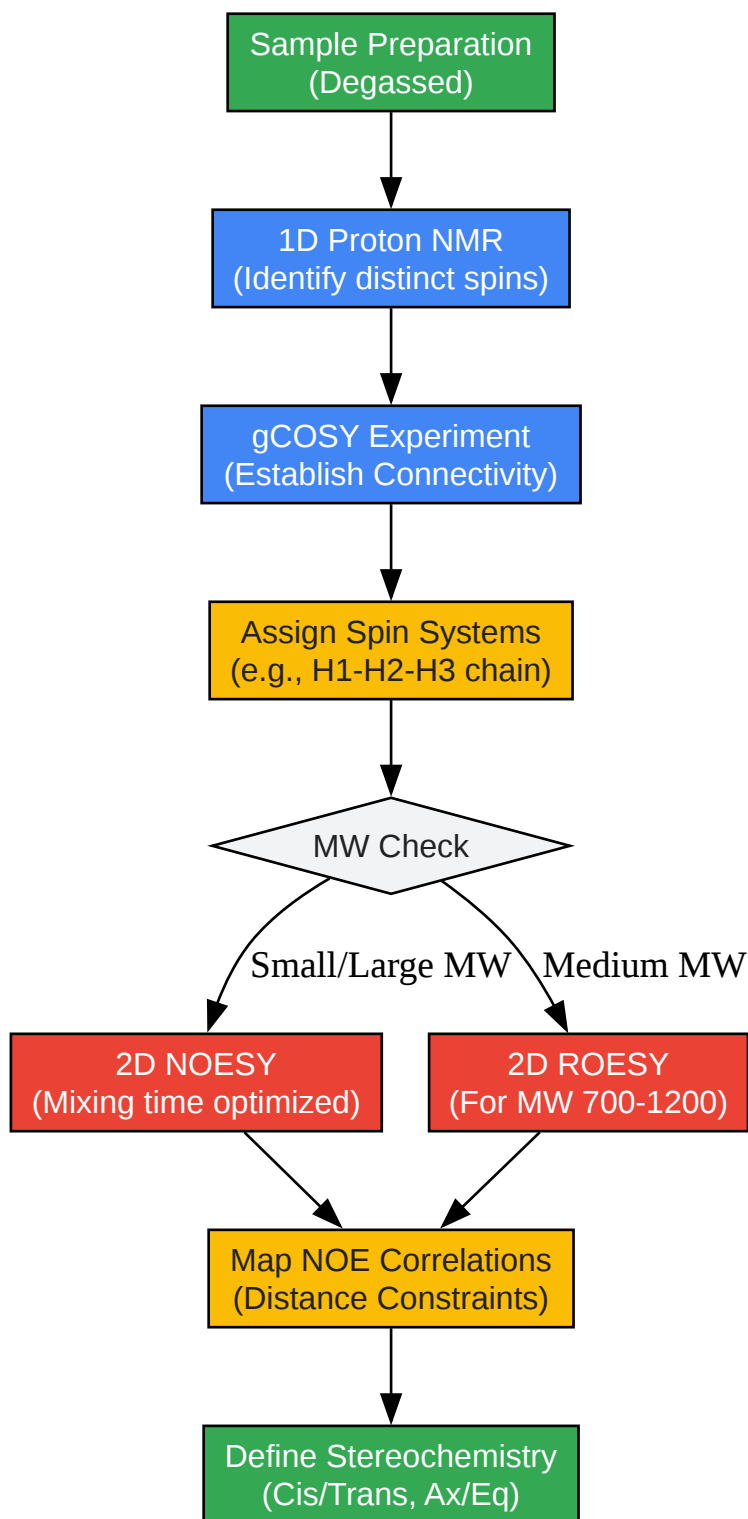 Sample Preparation
(Degassed)
1D Proton NMR
(Identify distinct spins)
gCOSY Experiment
(Establish Connectivity)
Assign Spin Systems
(e.g., H1-H2-H3 chain)
MW Check
Small/Large MW
Medium MW
2D NOESY
(Mixing time optimized)
2D ROESY
(For MW 700-1200)
Map NOE Correlations
(Distance Constraints)
Define Stereochemistry
(Cis/Trans, Ax/Eq)